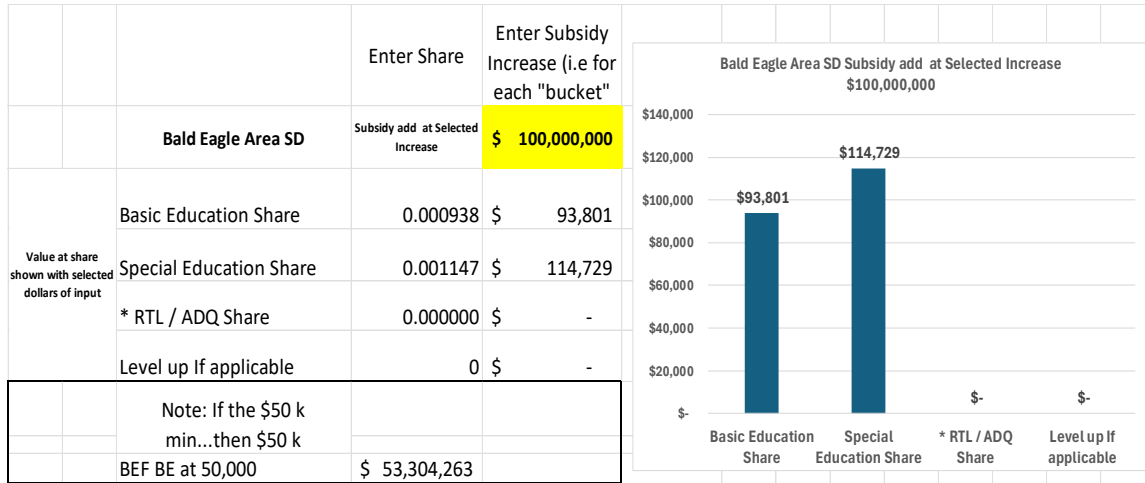 Enter Share
Enter Subsidy
Increase (i.e for
each "bucket"
Bald Eagle Area SD
Subsidy add at Selected
Increase
$ 100,000,000
Value at share
shown with selected
dollars of input
Basic Education Share 0.000938 $ 93,801
Special Education Share 0.001147 $ 114,729
* RTL / ADQ Share 0.000000 $ -
Level up If applicable 0 $ -
Note: If the $50 k
min...then $50 k
BEF BE at 50,000 $ 53,304,263
Bald Eagle Area SD Subsidy add at Selected Increase
$100,000,000
$140,000
$120,000
$100,000
$80,000
$60,000
$40,000
$20,000
$-
$93,801
$114,729
$-
$-
Basic Education
Share
Special
Education Share
* RTL / ADQ
Share
Level up If
applicable